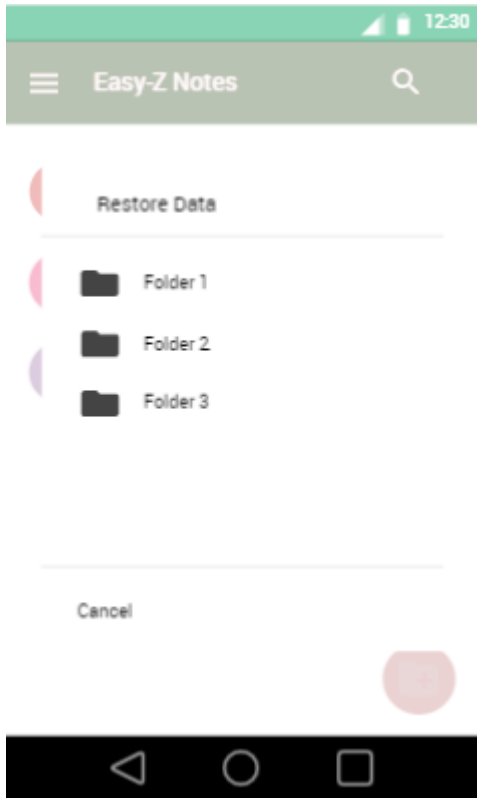 12:30
Easy-Z Notes
Restore Data
Folder 1
Folder 2
Folder 3
Cancel